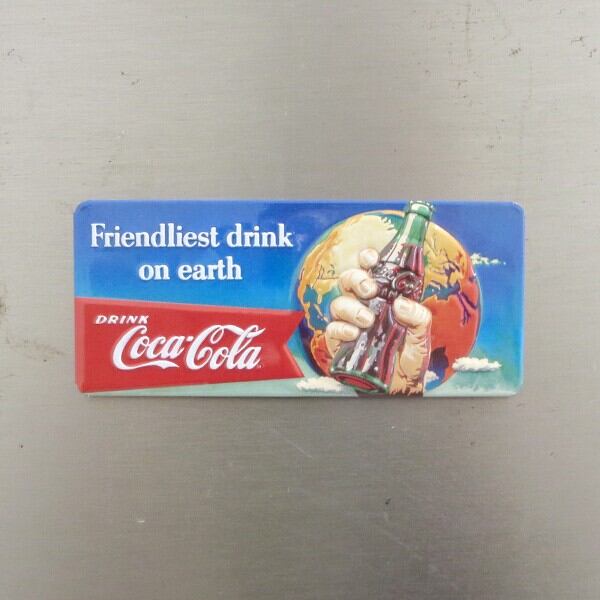 Friendliest drink
on earth
DRINK
Coca-Cola